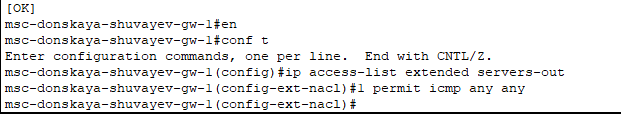 [OK]
msc-donskaya-shuvayev-gw-1#en
msc-donskaya-shuvayev-gw-1#conf t
Enter configuration commands, one per line.  End with CNTL/Z.
msc-donskaya-shuvayev-gw-1(config)#ip access-list extended servers-out
msc-donskaya-shuvayev-gw-1(config-ext-nacl)#1 permit icmp any any
msc-donskaya-shuvayev-gw-1(config-ext-nacl)#